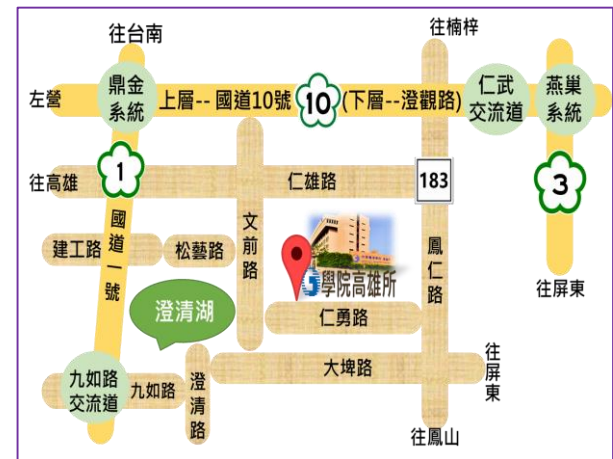 往台南
往楠梓
左營
鼎金
系統
上層-- 國道10號
10
(下層--澄觀路)
仁武
交流道
燕巢
系統
往高雄
1
仁雄路
183
3
國道一號
文前路
鳳仁路
建工路
松藝路
學院高雄所
往屏東
澄清湖
仁勇路
大埤路
往屏東
九如路
交流道
九如路
澄清路
往鳳山